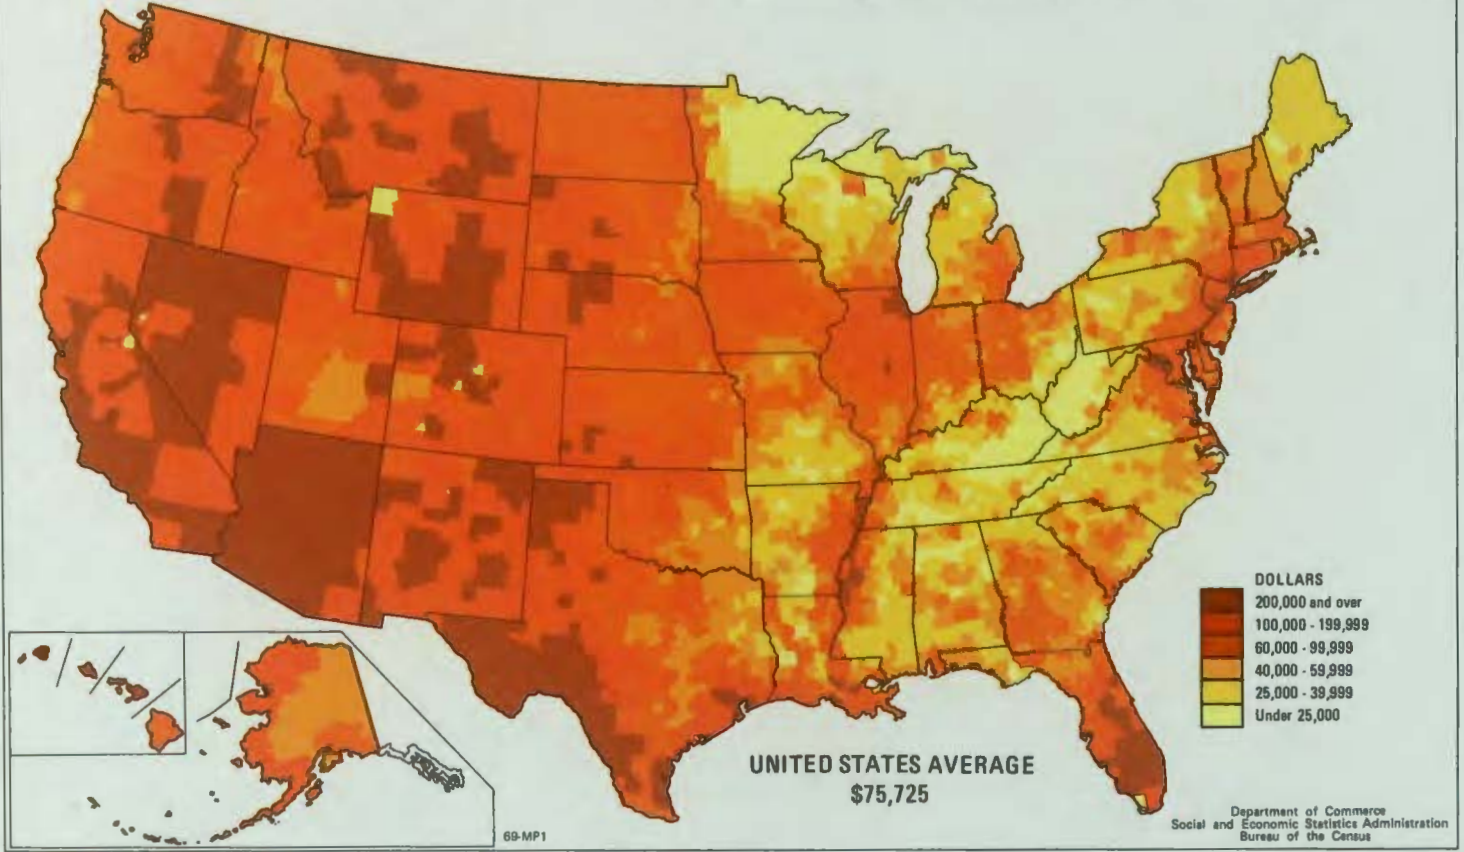 DOLLARS
200,000 and over
100,000 - 199,999
60,000 - 99,999
40,000 - 59,999
25,000 - 39,999
Under 25,000
UNITED STATES AVERAGE
$75,725
69-MP1
Department of Commerce
Social and Economic Statistics Administration
Bureau of the Census